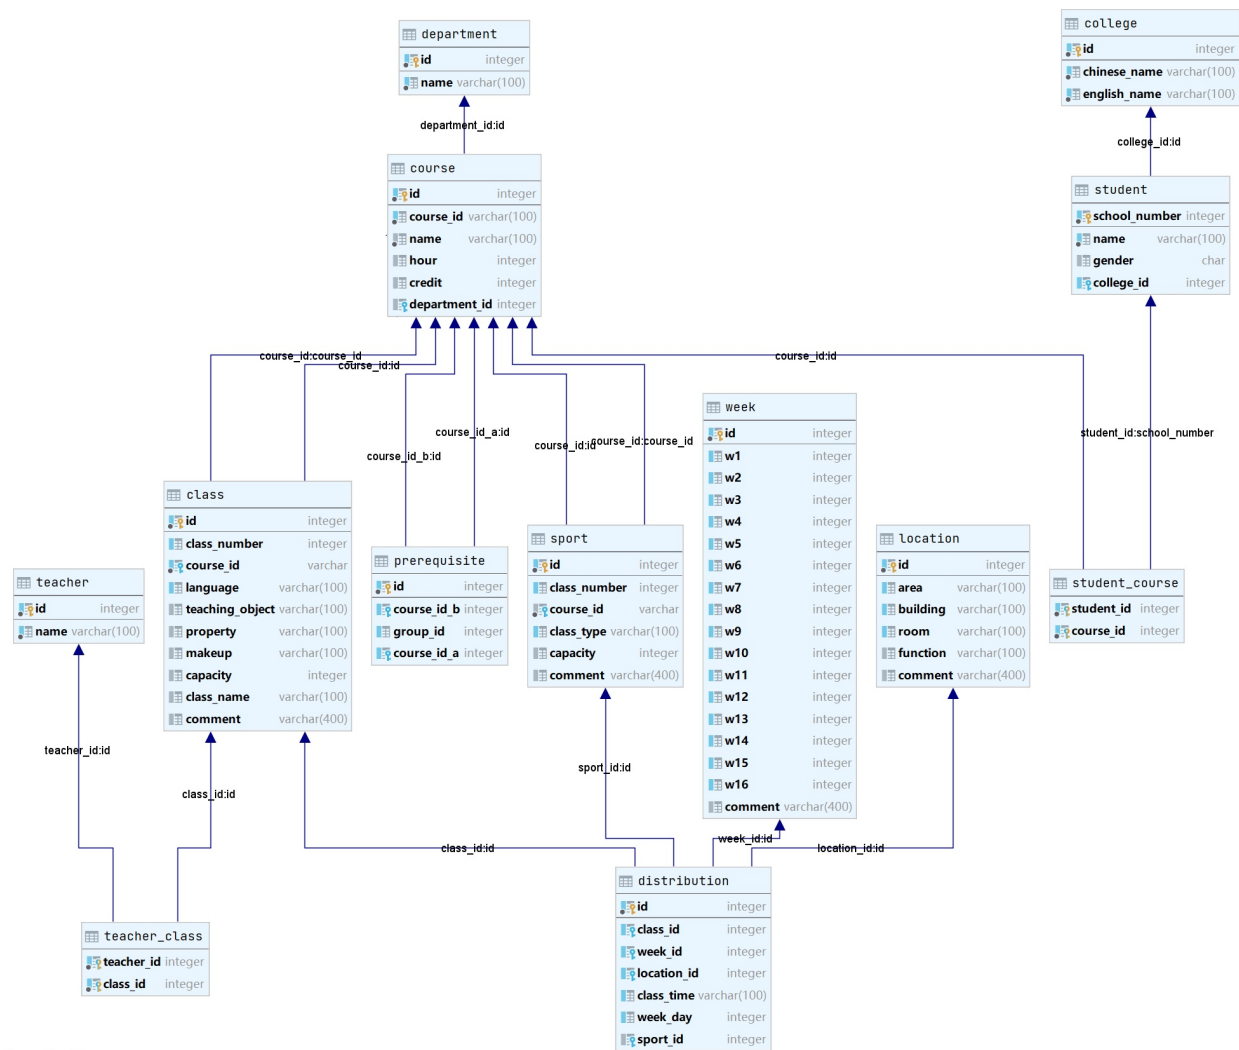 department
id integer
name varchar(100)
department_id:id
course
id integer
course_id varchar(100)
name varchar(100)
hour integer
credit integer
department_id integer
college
id integer
chinese_name varchar(100)
english_name varchar(100)
college_id:id
student
school_number integer
name varchar(100)
gender char
college_id integer
course_id:course_id
course_id:id
course_id_b:id
course_id_a:id
course_id:id
course_id:course_id
course_id:id
student_id:school_number
class
id integer
class_number integer
course_id varchar
language varchar(100)
teaching_object varchar(100)
property varchar(100)
makeup varchar(100)
capacity integer
class_name varchar(100)
comment varchar(400)
prerequisite
id integer
course_id_b integer
group_id integer
course_id_a integer
sport
id integer
class_number integer
course_id varchar
class_type varchar(100)
capacity integer
comment varchar(400)
week
id integer
w1 integer
w2 integer
w3 integer
w4 integer
w5 integer
w6 integer
w7 integer
w8 integer
w9 integer
w10 integer
w11 integer
w12 integer
w13 integer
w14 integer
w15 integer
w16 integer
comment varchar(400)
location
id integer
area varchar(100)
building varchar(100)
room varchar(100)
function varchar(100)
comment varchar(400)
student_course
student_id integer
course_id integer
teacher
id integer
name varchar(100)
teacher_id:id
class_id:id
class_id:id
sport_id:id
week_id:id
location_id:id
teacher_class
teacher_id integer
class_id integer
distribution
id integer
class_id integer
week_id integer
location_id integer
class_time varchar(100)
week_day integer
sport_id integer